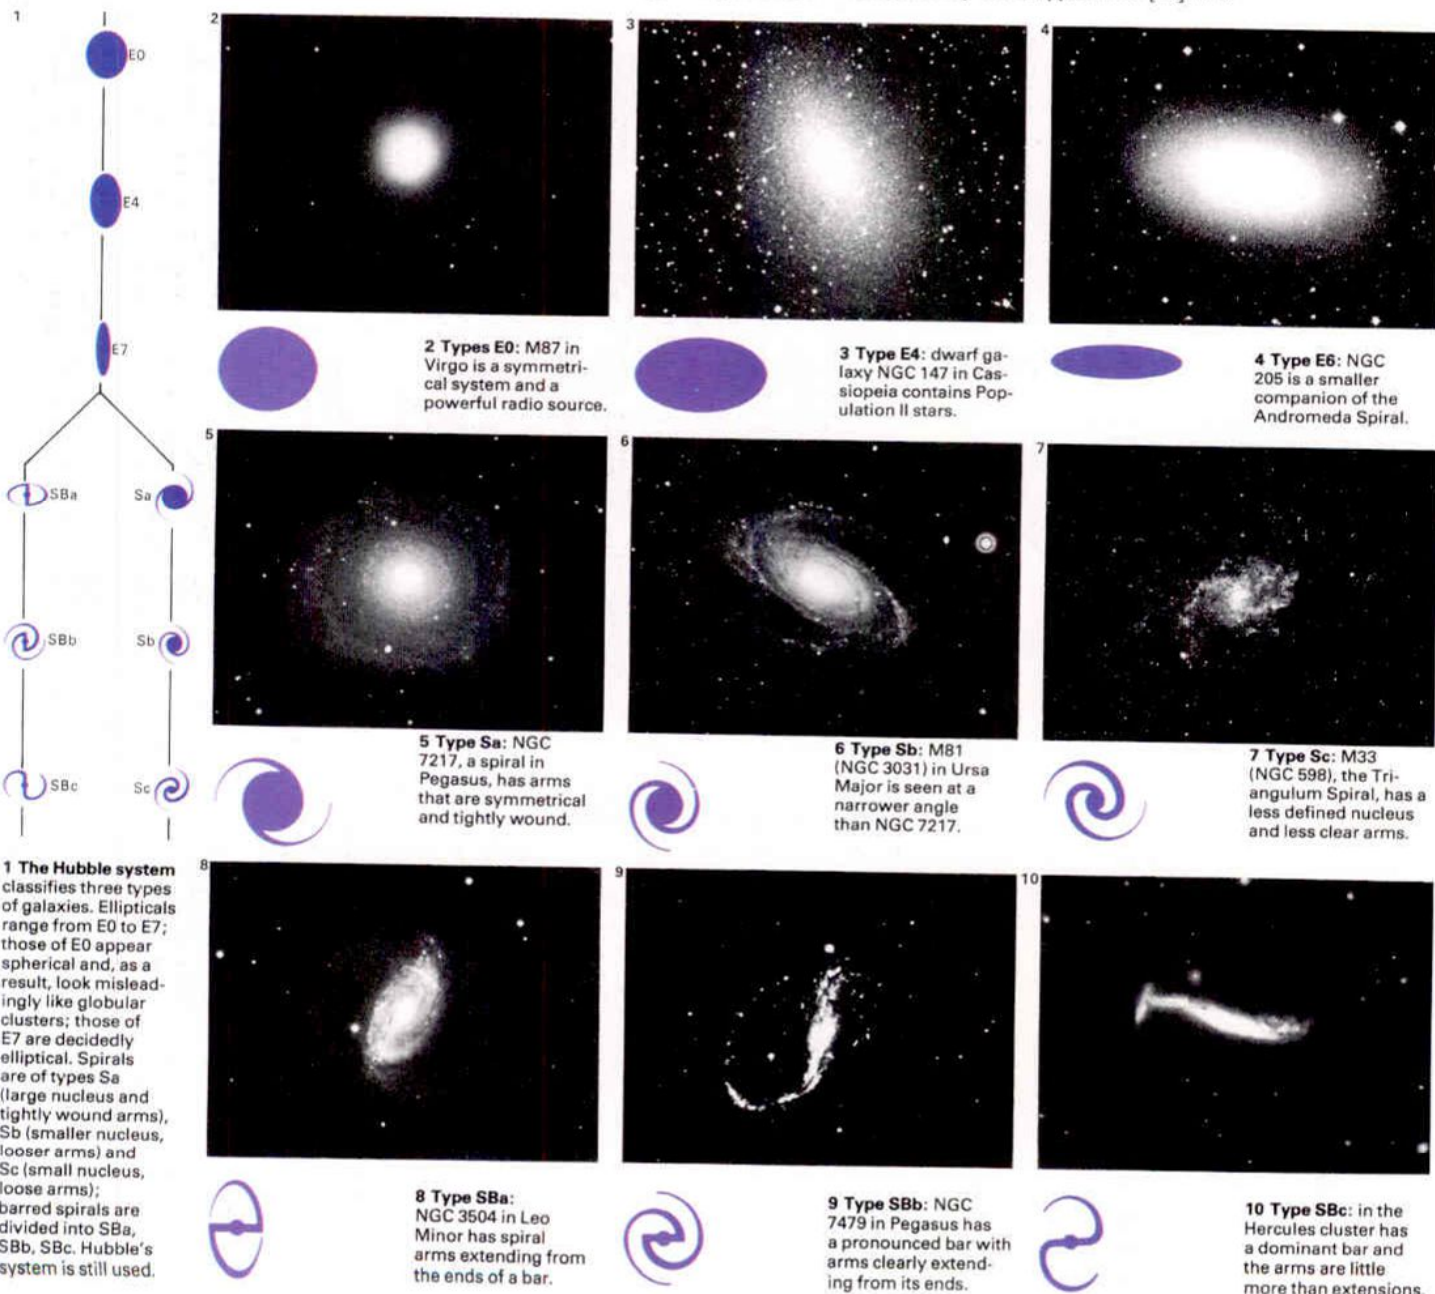 1
E0
E4
E7
SBa
Sa
SBb
Sb
SBc
Sc
1 The Hubble system
classifies three types
of galaxies. Ellipticals
range from E0 to E7;
those of E0 appear
spherical and, as a
result, look mislead-
ingly like globular
clusters; those of
E7 are decidedly
elliptical. Spirals
are of types Sa
(large nucleus and
tightly wound arms),
Sb (smaller nucleus,
looser arms) and
Sc (small nucleus,
loose arms);
barred spirals are
divided into SBa,
SBb, SBc. Hubble's
system is still used.
2
2 Types E0: M87 in
Virgo is a symmetri-
cal system and a
powerful radio source.
3
3 Type E4: dwarf ga-
laxy NGC 147 in Cas-
siopeia contains Pop-
ulation II stars.
4
4 Type E6: NGC
205 is a smaller
companion of the
Andromeda Spiral.
5
5 Type Sa: NGC
7217, a spiral in
Pegasus, has arms
that are symmetrical
and tightly wound.
6
6 Type Sb: M81
(NGC 3031) in Ursa
Major is seen at a
narrower angle
than NGC 7217.
7
7 Type Sc: M33
(NGC 598), the Tri-
angulum Spiral, has a
less defined nucleus
and less clear arms.
8
8 Type SBa:
NGC 3504 in Leo
Minor has spiral
arms extending from
the ends of a bar.
9
9 Type SBb: NGC
7479 in Pegasus has
a pronounced bar with
arms clearly extend-
ing from its ends.
10
10 Type SBc: in the
Hercules cluster has
a dominant bar and
the arms are little
more than extensions.